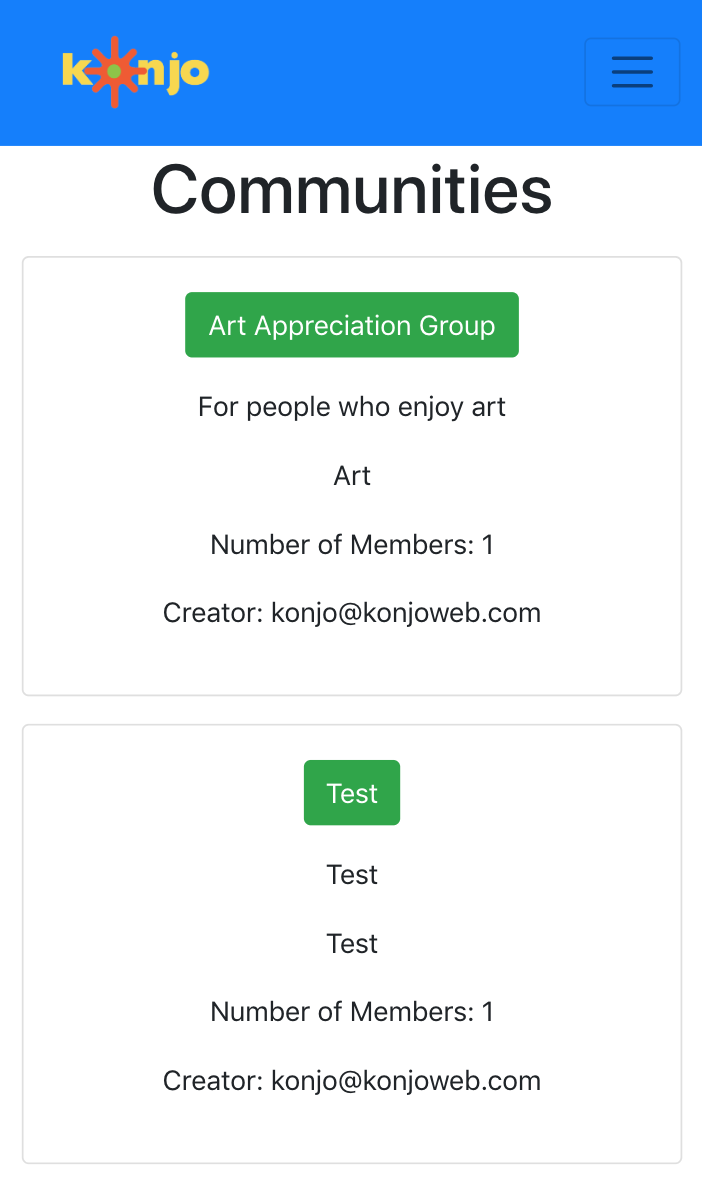 konjo
Communities
Art Appreciation Group
For people who enjoy art
Art
Number of Members: 1
Creator: konjo@konjoweb.com
Test
Test
Test
Number of Members: 1
Creator: konjo@konjoweb.com